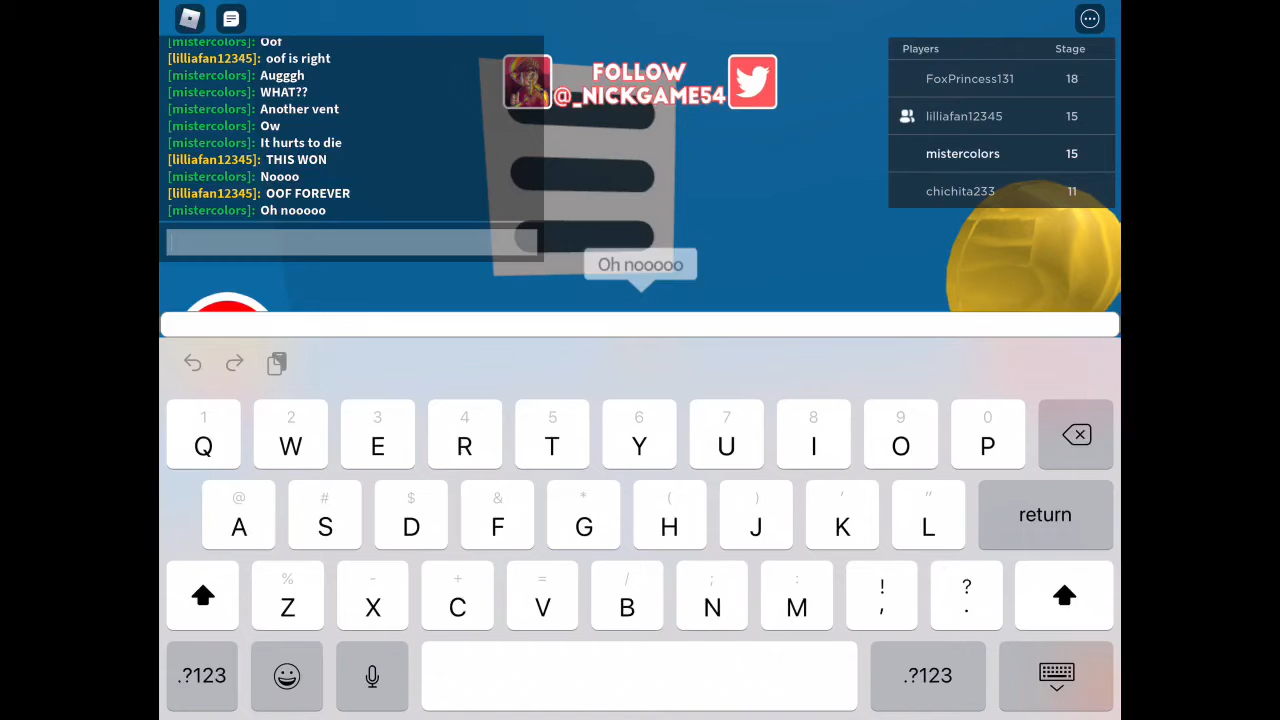 [mistercolors]: Oof
[lilliafan12345]: oof is right
[mistercolors]: Augggh
[mistercolors]: WHAT??
[mistercolors]: Another vent
[mistercolors]: Ow
[mistercolors]: It hurts to die
[lilliafan12345]: THIS WON
[mistercolors]: Noooo
[lilliafan12345]: OOF FOREVER
[mistercolors]: Oh nooooo
FOLLOW
@_NICKGAME54
Players Stage
FoxPrincess131 18
lilliafan12345 15
mistercolors 15
chichita233 11
Oh nooooo
1 2 3 4 5 6 7 8 9 0
Q W E R T Y U I O P
@ # $ & * ( ) ' "
A S D F G H J K L return
% - + = / ; : ! ?
Z X C V B N M , .
.?123 .?123